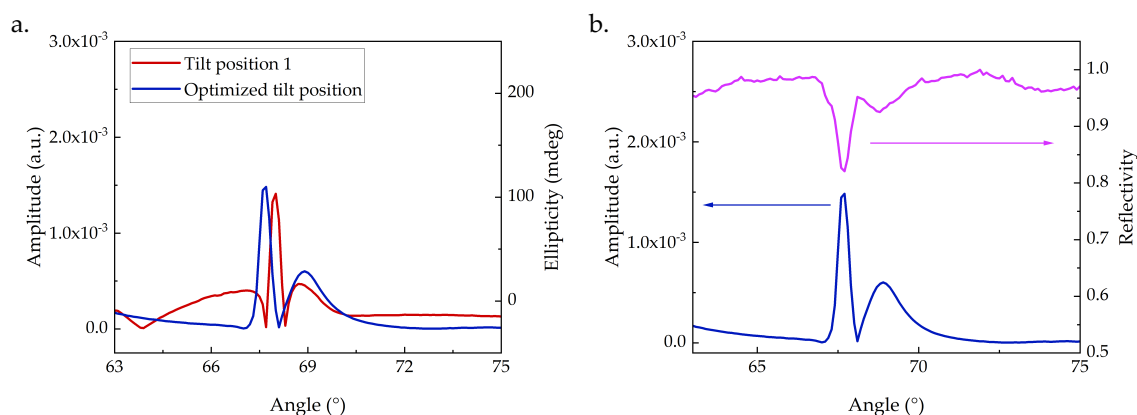 a.
3.0x10⁻³
2.0x10⁻³
1.0x10⁻³
0.0
Amplitude (a.u.)
Tilt position 1
Optimized tilt position
200
100
0
Ellipticity (mdeg)
63 66 69 72 75
Angle (°)
b.
3.0x10⁻³
2.0x10⁻³
1.0x10⁻³
0.0
Amplitude (a.u.)
1.0
0.9
0.8
0.7
0.6
0.5
Reflectivity
65 70 75
Angle (°)